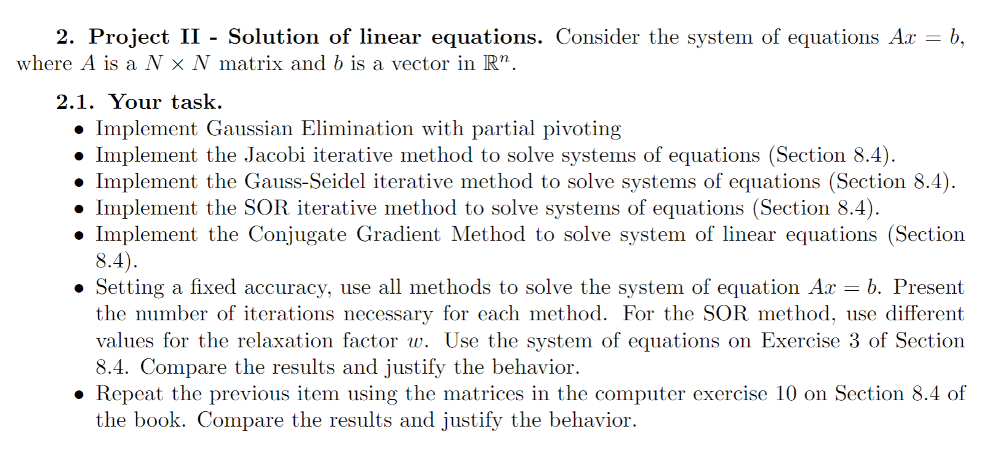 2. Project II - Solution of linear equations. Consider the system of equations Ax = b,
where A is a N × N matrix and b is a vector in ℝⁿ.
2.1. Your task.
• Implement Gaussian Elimination with partial pivoting
• Implement the Jacobi iterative method to solve systems of equations (Section 8.4).
• Implement the Gauss-Seidel iterative method to solve systems of equations (Section 8.4).
• Implement the SOR iterative method to solve systems of equations (Section 8.4).
• Implement the Conjugate Gradient Method to solve system of linear equations (Section
8.4).
• Setting a fixed accuracy, use all methods to solve the system of equation Ax = b. Present
the number of iterations necessary for each method. For the SOR method, use different
values for the relaxation factor w. Use the system of equations on Exercise 3 of Section
8.4. Compare the results and justify the behavior.
• Repeat the previous item using the matrices in the computer exercise 10 on Section 8.4 of
the book. Compare the results and justify the behavior.